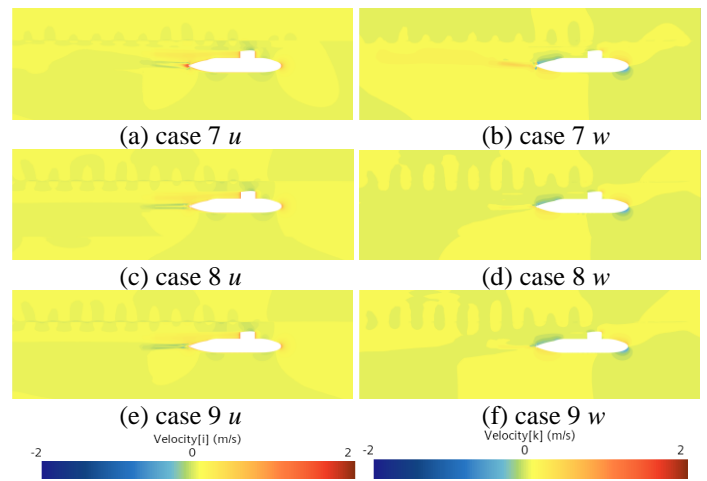 (a) case 7 u
(b) case 7 w
(c) case 8 u
(d) case 8 w
(e) case 9 u
(f) case 9 w
Velocity[i] (m/s)
-2 0 2
Velocity[k] (m/s)
-2 0 2